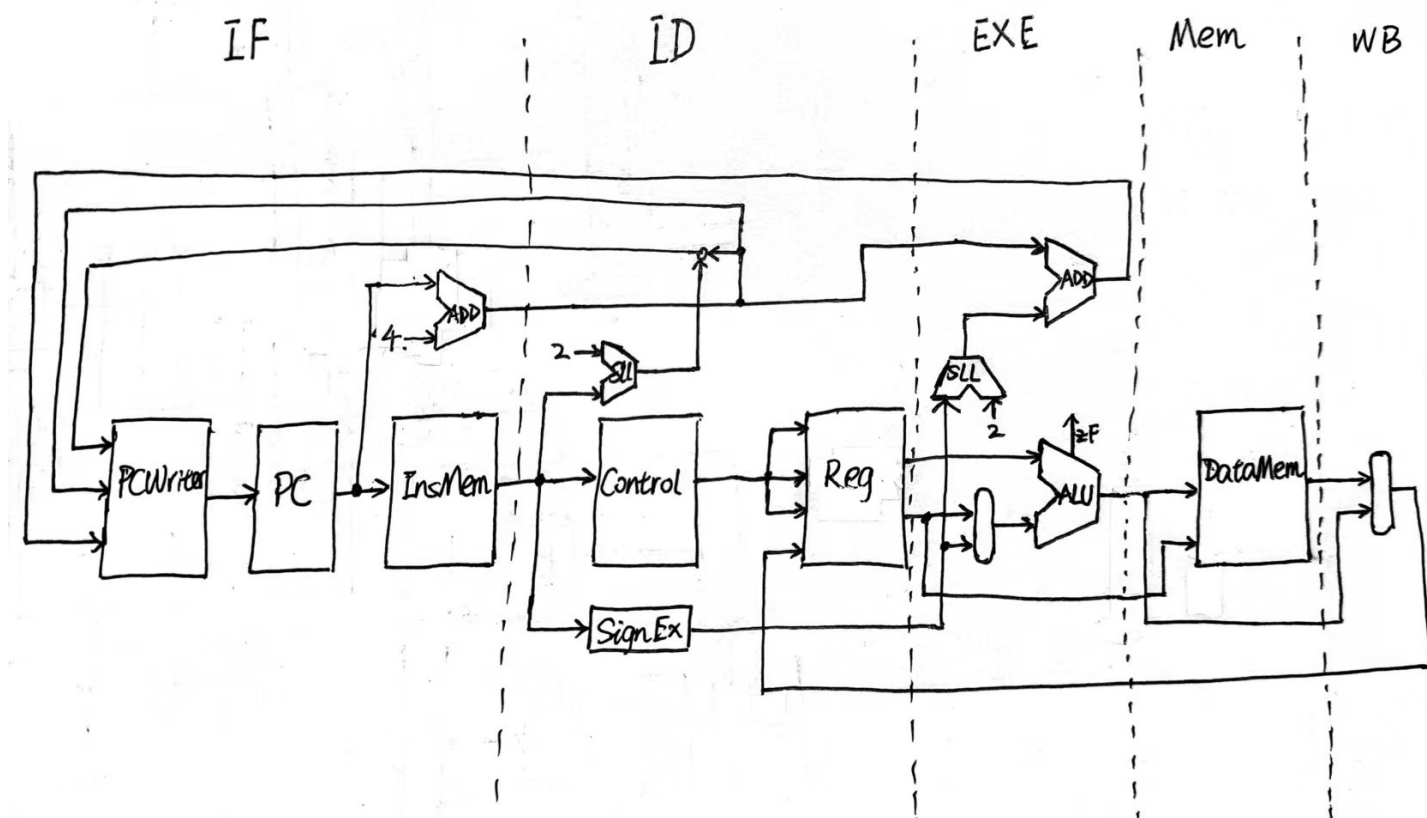 IF
ID
EXE
Mem
WB
ADD
4
ADD
2
SLL
SLL
2
ZF
PCWriter
PC
InsMem
Control
Reg
ALU
DataMem
SignEx